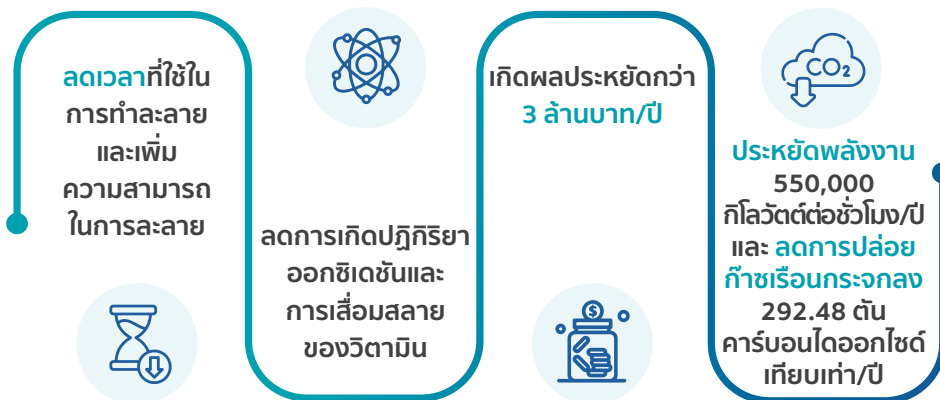 ลดเวลาที่ใช้ใน
การทำละลาย
และเพิ่ม
ความสามารถ
ในการละลาย
ลดการเกิดปฏิกิริยา
ออกซิเดชันและ
การเสื่อมสลาย
ของวิตามิน
เกิดผลประหยัดกว่า
3 ล้านบาท/ปี
$
CO2
ประหยัดพลังงาน
550,000
กิโลวัตต์ต่อชั่วโมง/ปี
และ ลดการปล่อย
ก๊าซเรือนกระจกลง
292.48 ตัน
คาร์บอนไดออกไซด์
เทียบเท่า/ปี